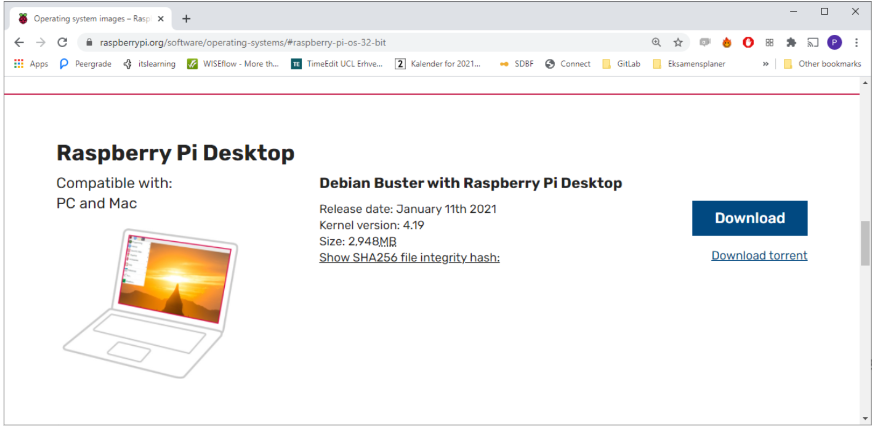 Operating system images – Rasp
raspberrypi.org/software/operating-systems/#raspberry-pi-os-32-bit
Apps Peergrade itslearning WISEflow - More th... TE TimeEdit UCL Erhve... 2 Kalender for 2021... SDBF Connect GitLab Eksamensplaner » Other bookmarks
Raspberry Pi Desktop
Compatible with:
PC and Mac
Debian Buster with Raspberry Pi Desktop
Release date: January 11th 2021
Kernel version: 4.19
Size: 2,948MB
Show SHA256 file integrity hash:
Download
Download torrent